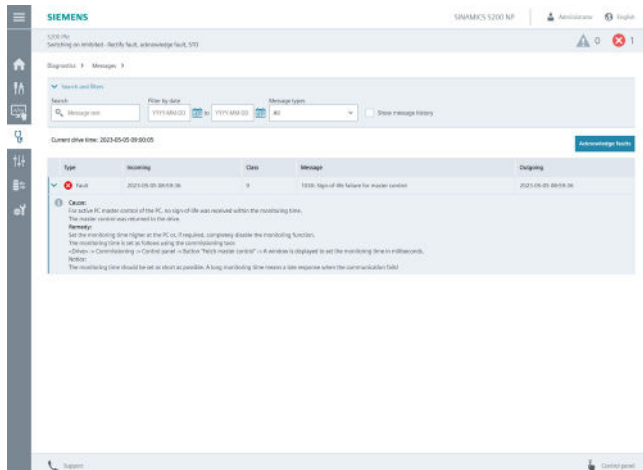 SIEMENS
SINAMICS S200 NP
Administrator
English
S200 PN
Switching on inhibited - Rectify fault, acknowledge fault, STO
0
1
Diagnostics > Messages >
Search and filters
Search
Filter by date
Message types
Message text
YYYY-MM-DD
to
YYYY-MM-DD
All
Show message history
Current drive time: 2023-05-05 09:00:05
Acknowledge faults
Type Incoming Class Message Outgoing
Fault 2023-05-05 08:59:36 9 1030: Sign-of-life failure for master control 2023-05-05 08:59:36
Cause:
For active PC master control of the PC, no sign-of-life was received within the monitoring time.
The master control was returned to the drive.
Remedy:
Set the monitoring time higher at the PC or, if required, completely disable the monitoring function.
The monitoring time is set as follows using the commissioning tool:
<Drive> -> Commissioning -> Control panel -> Button "Fetch master control" -> A window is displayed to set the monitoring time in milliseconds.
Notice:
The monitoring time should be set as short as possible. A long monitoring time means a late response when the communication fails!
Support
Control panel